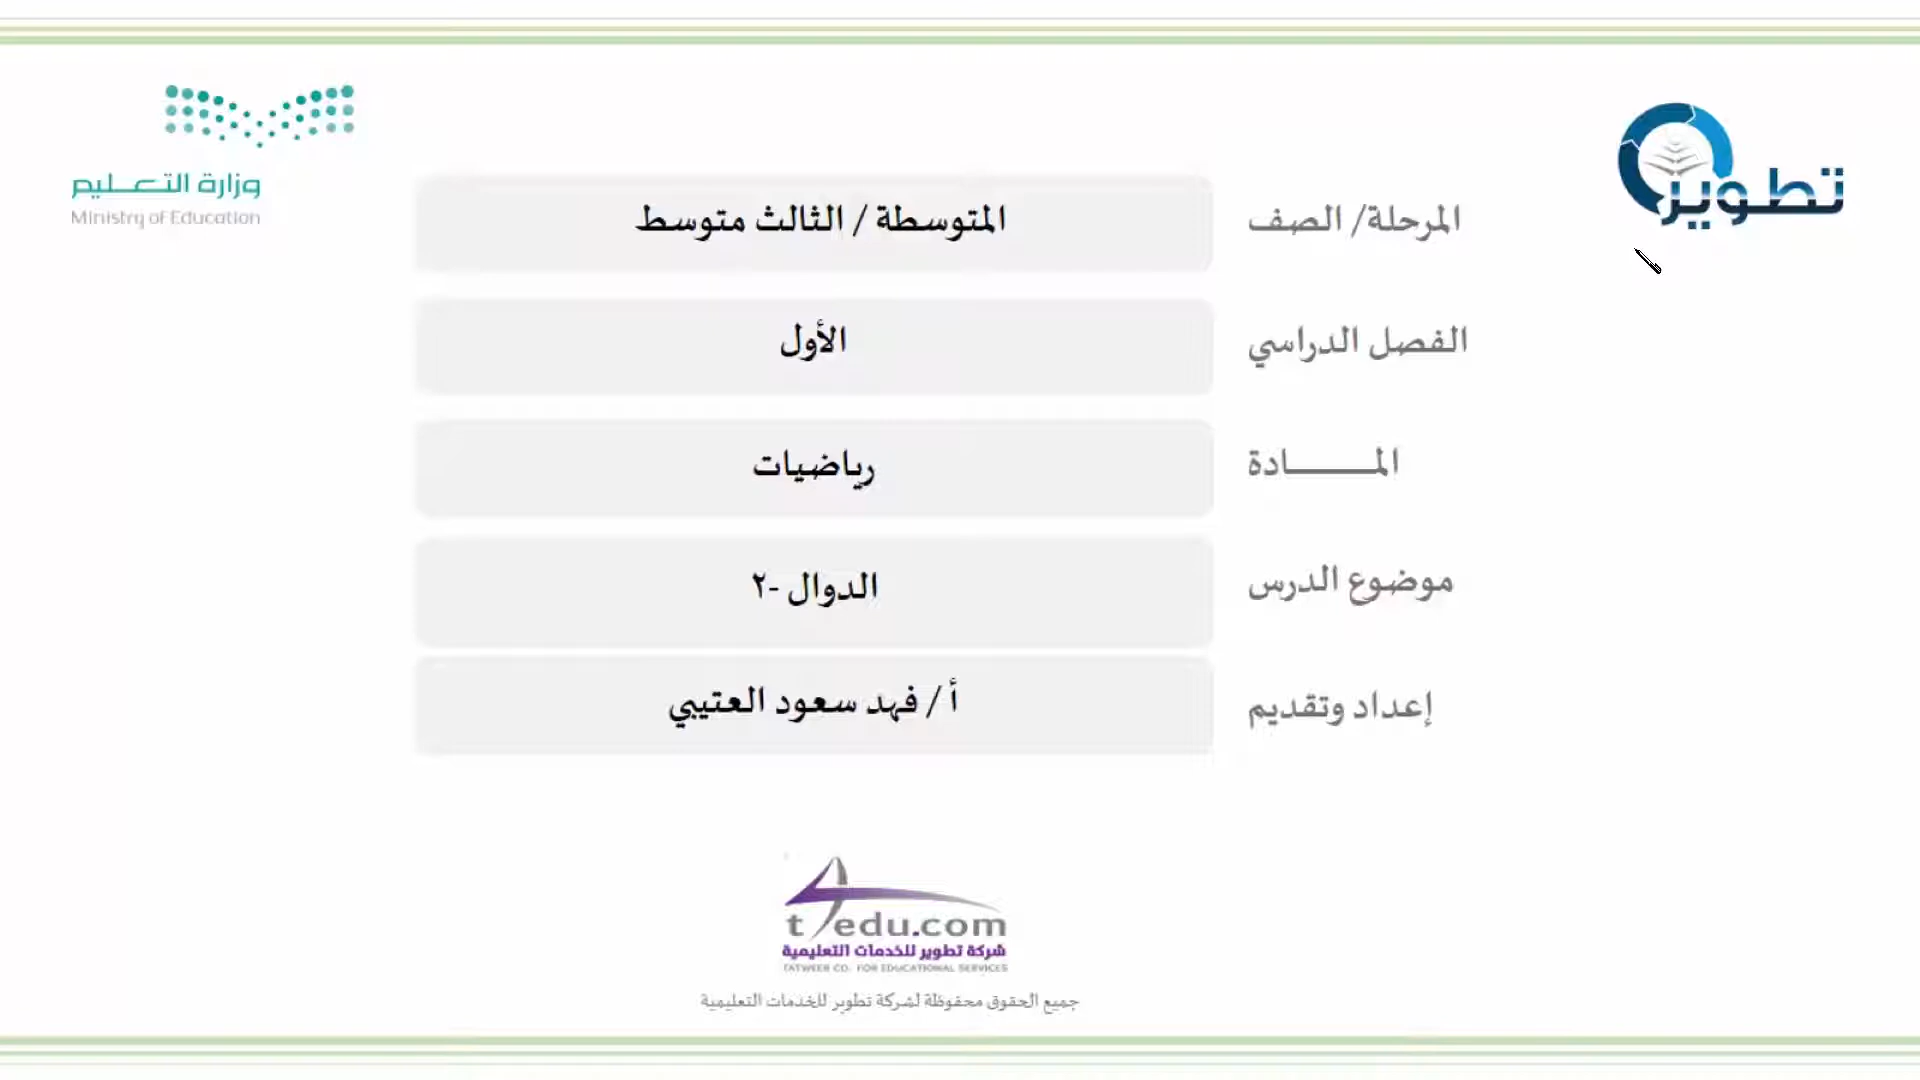 وزارة التعليم
Ministry of Education
تطوير
المرحلة/ الصف
المتوسطة / الثالث متوسط
الفصل الدراسي
الأول
المـــــــادة
رياضيات
موضوع الدرس
الدوال -٢
إعداد وتقديم
أ / فهد سعود العتيبي
t4edu.com
شركة تطوير للخدمات التعليمية
TATWEER CO. FOR EDUCATIONAL SERVICES
جميع الحقوق محفوظة لشركة تطوير للخدمات التعليمية